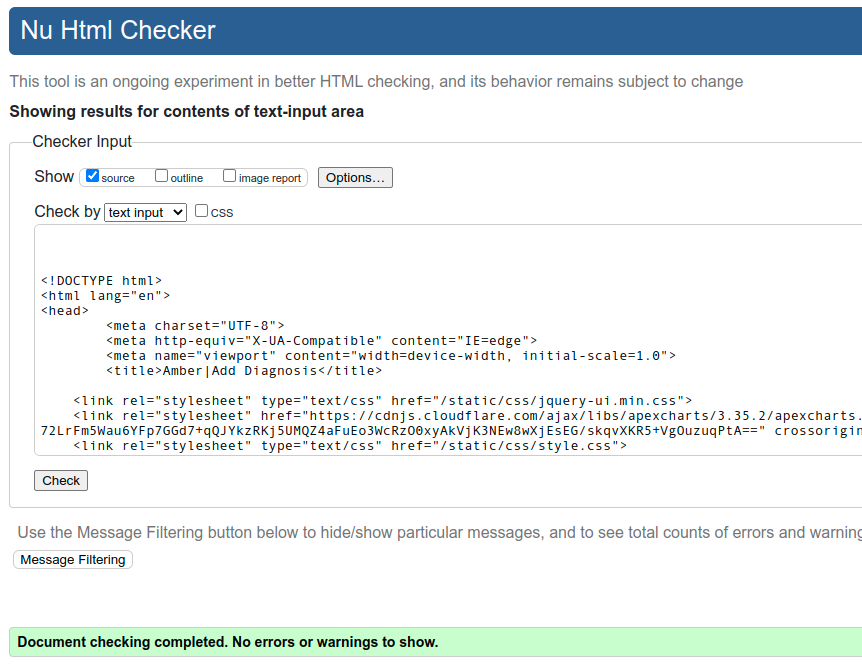 Nu Html Checker
This tool is an ongoing experiment in better HTML checking, and its behavior remains subject to change
Showing results for contents of text-input area
Checker Input
Show source outline image report Options...
Check by text input CSS
<!DOCTYPE html>
<html lang="en">
<head>
<meta charset="UTF-8">
<meta http-equiv="X-UA-Compatible" content="IE=edge">
<meta name="viewport" content="width=device-width, initial-scale=1.0">
<title>Amber|Add Diagnosis</title>
<link rel="stylesheet" type="text/css" href="/static/css/jquery-ui.min.css">
<link rel="stylesheet" href="https://cdnjs.cloudflare.com/ajax/libs/apexcharts/3.35.2/apexcharts.
72LrFm5Wau6YFp7GGd7+qQJYkzRKj5UMQZ4aFuEo3WcRzO0xyAkVjK3NEw8wXjEsEG/skqvXKR5+VgOuzuqPtA==" crossorigin
<link rel="stylesheet" type="text/css" href="/static/css/style.css">
Check
Use the Message Filtering button below to hide/show particular messages, and to see total counts of errors and warning
Message Filtering
Document checking completed. No errors or warnings to show.